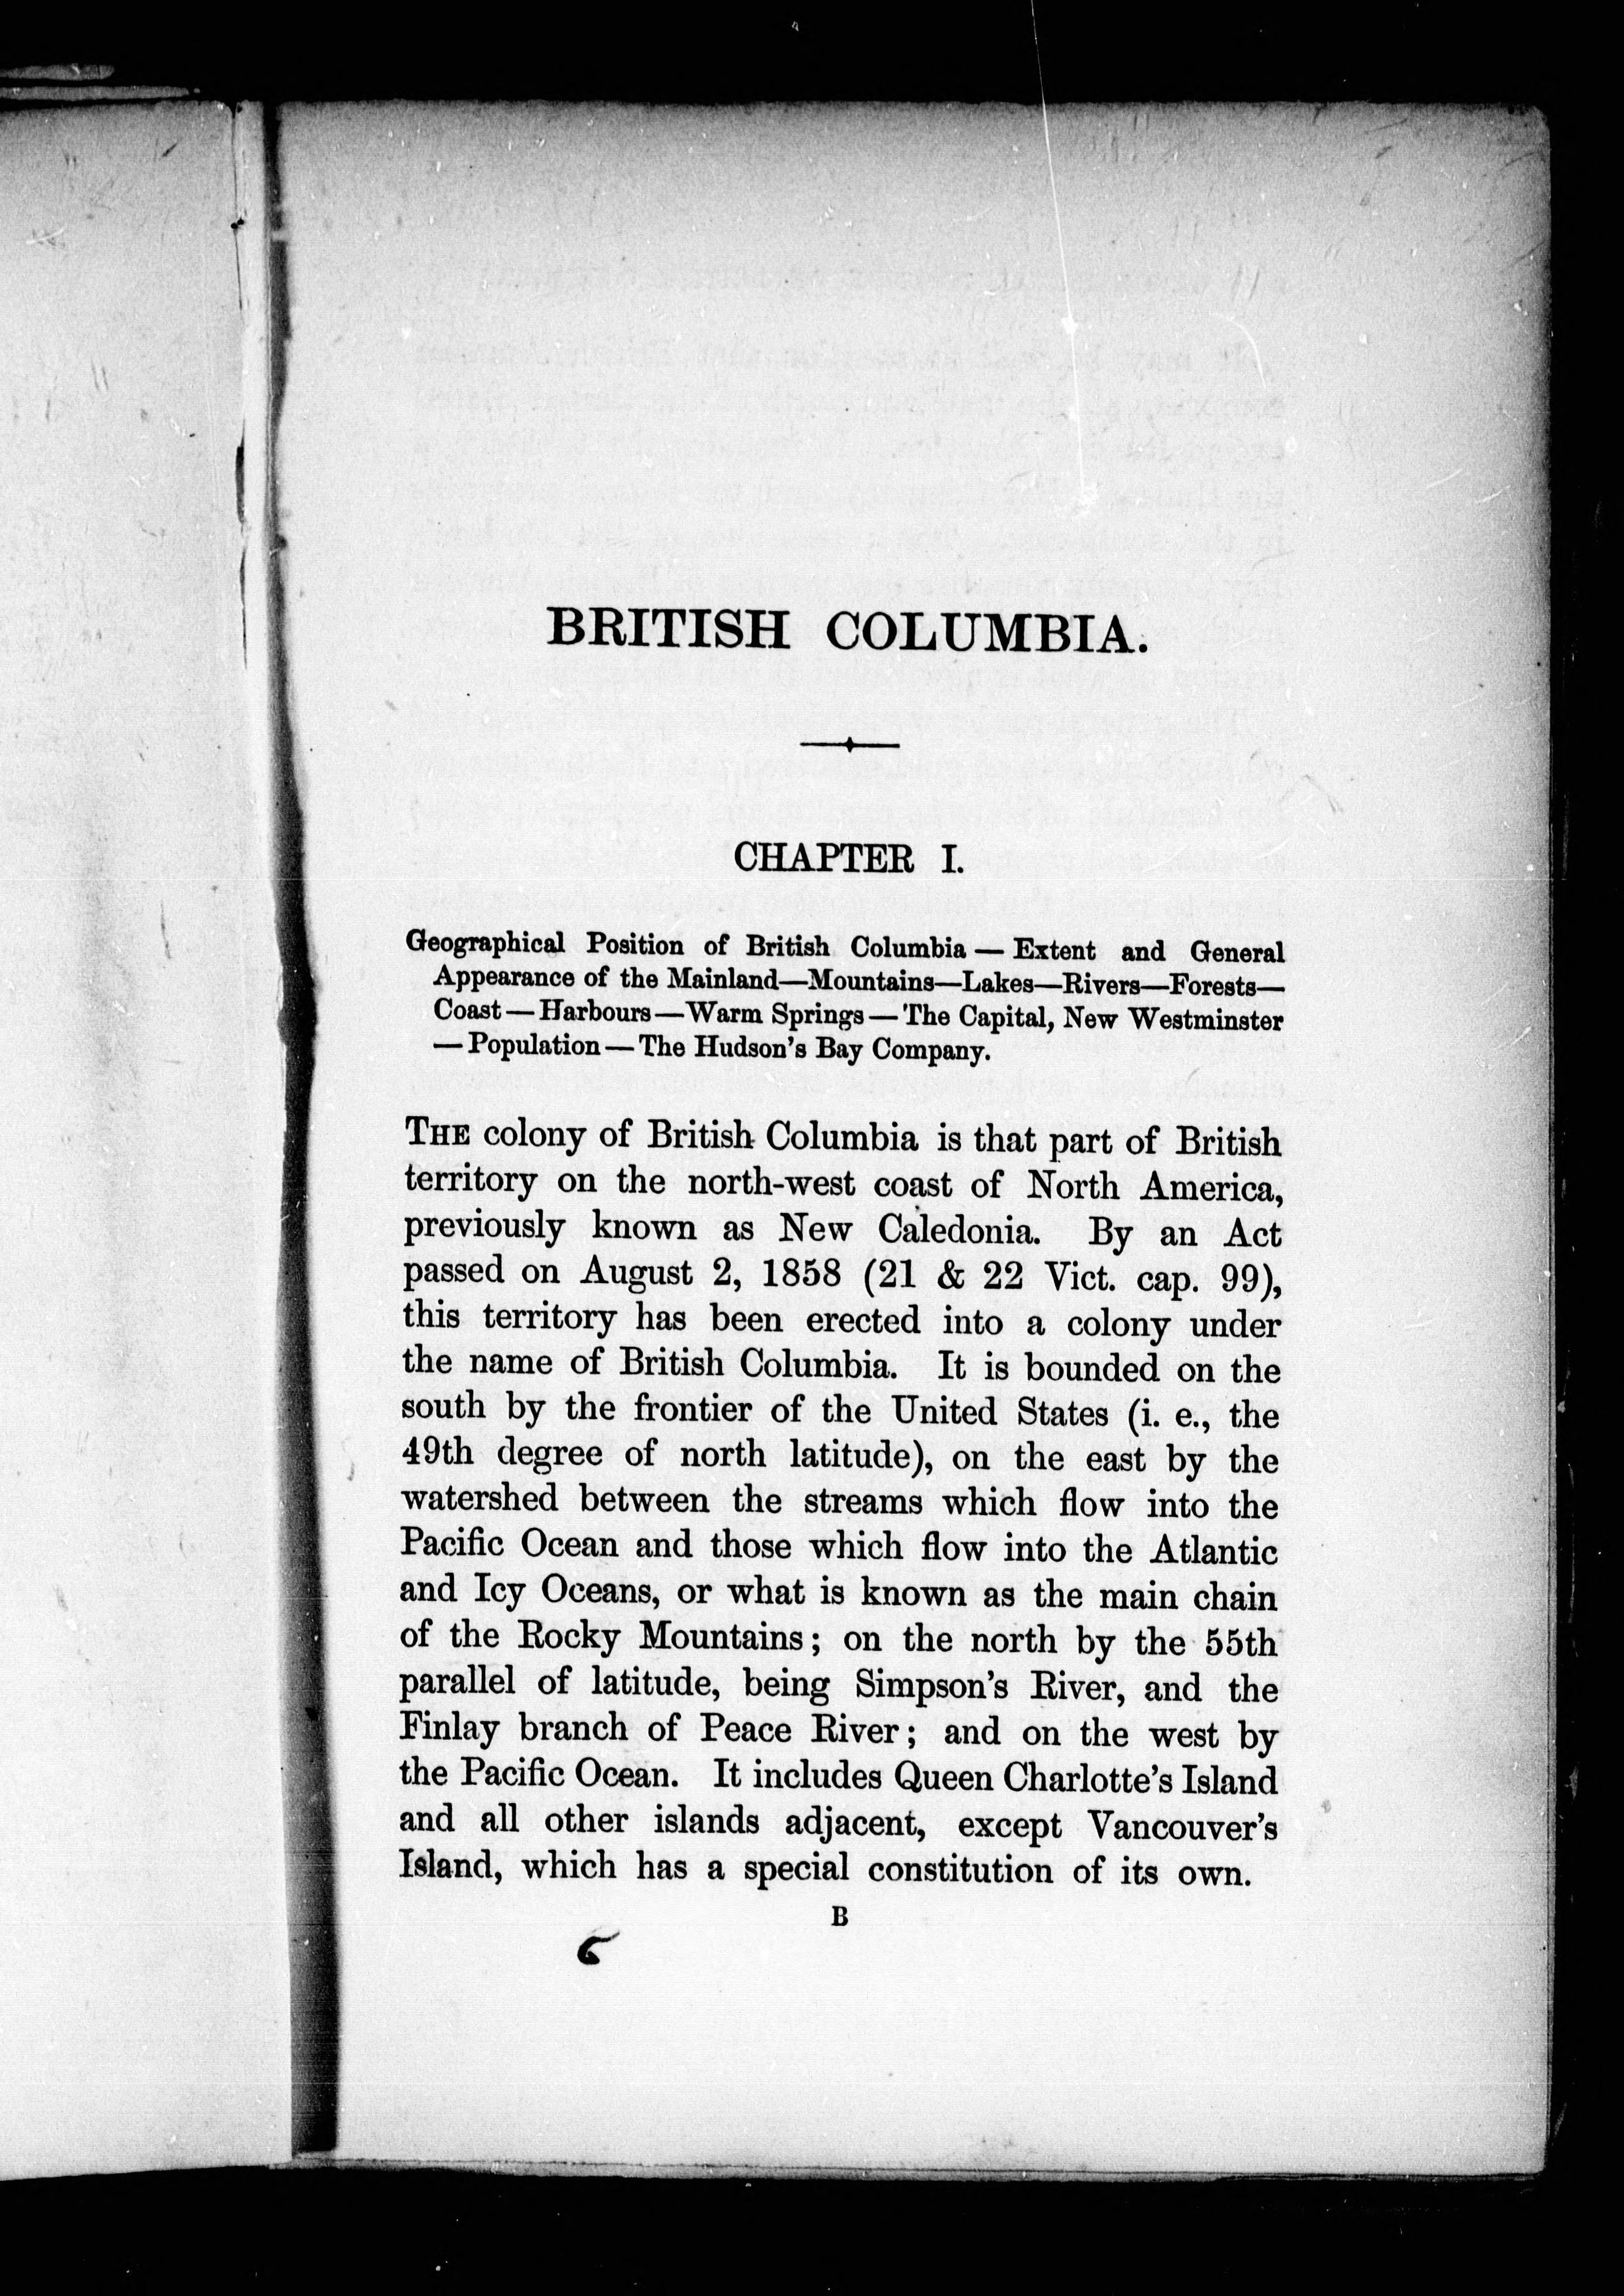 BRITISH COLUMBIA.
CHAPTER I.
Geographical Position of British Columbia — Extent and General
Appearance of the Mainland—Mountains—Lakes—Rivers—Forests—
Coast — Harbours — Warm Springs — The Capital, New Westminster
— Population — The Hudson's Bay Company.
THE colony of British Columbia is that part of British
territory on the north-west coast of North America,
previously known as New Caledonia. By an Act
passed on August 2, 1858 (21 & 22 Vict. cap. 99),
this territory has been erected into a colony under
the name of British Columbia. It is bounded on the
south by the frontier of the United States (i. e., the
49th degree of north latitude), on the east by the
watershed between the streams which flow into the
Pacific Ocean and those which flow into the Atlantic
and Icy Oceans, or what is known as the main chain
of the Rocky Mountains; on the north by the 55th
parallel of latitude, being Simpson's River, and the
Finlay branch of Peace River; and on the west by
the Pacific Ocean. It includes Queen Charlotte's Island
and all other islands adjacent, except Vancouver's
Island, which has a special constitution of its own.
B
6